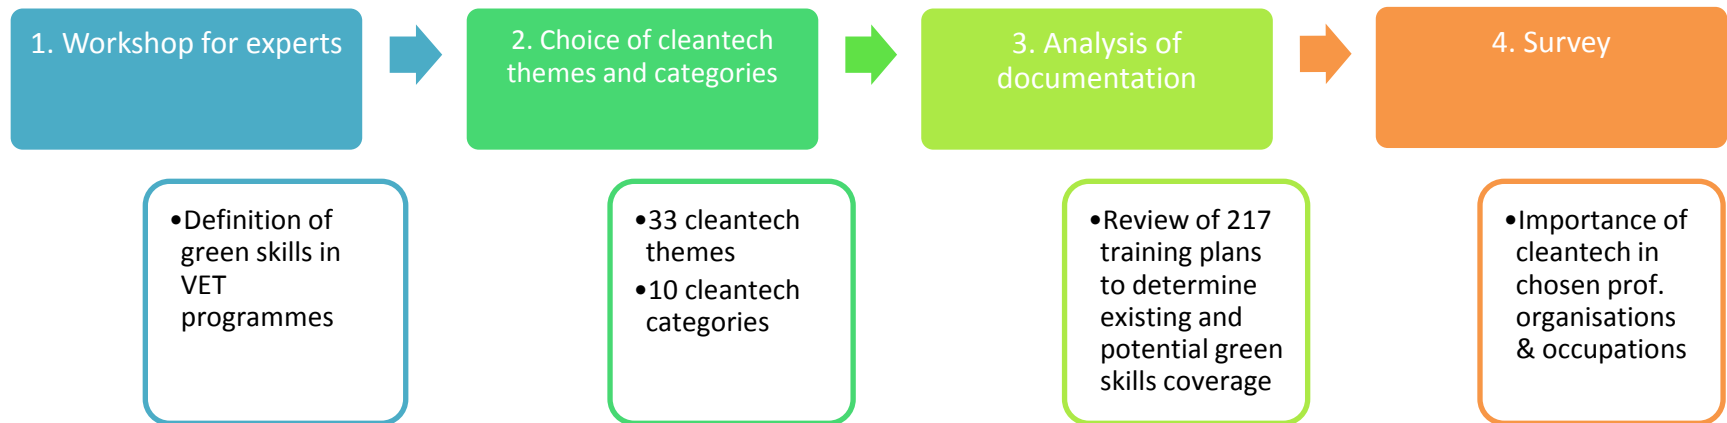 1. Workshop for experts
2. Choice of cleantech
themes and categories
3. Analysis of
documentation
4. Survey
•Definition of
green skills in
VET
programmes
•33 cleantech
themes
•10 cleantech
categories
•Review of 217
training plans
to determine
existing and
potential green
skills coverage
•Importance of
cleantech in
chosen prof.
organisations
& occupations